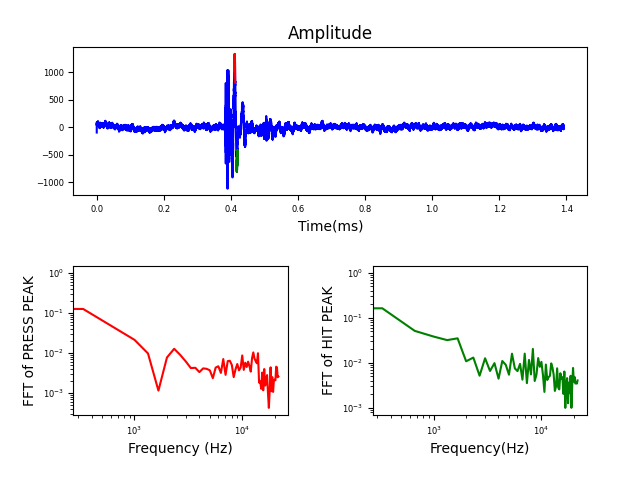 Amplitude
1000
500
0
−500
−1000
0.0 0.2 0.4 0.6 0.8 1.0 1.2 1.4
Time(ms)
FFT of PRESS PEAK
10⁰
10⁻¹
10⁻²
10⁻³
10³ 10⁴
Frequency (Hz)
FFT of HIT PEAK
10⁰
10⁻¹
10⁻²
10⁻³
10³ 10⁴
Frequency(Hz)